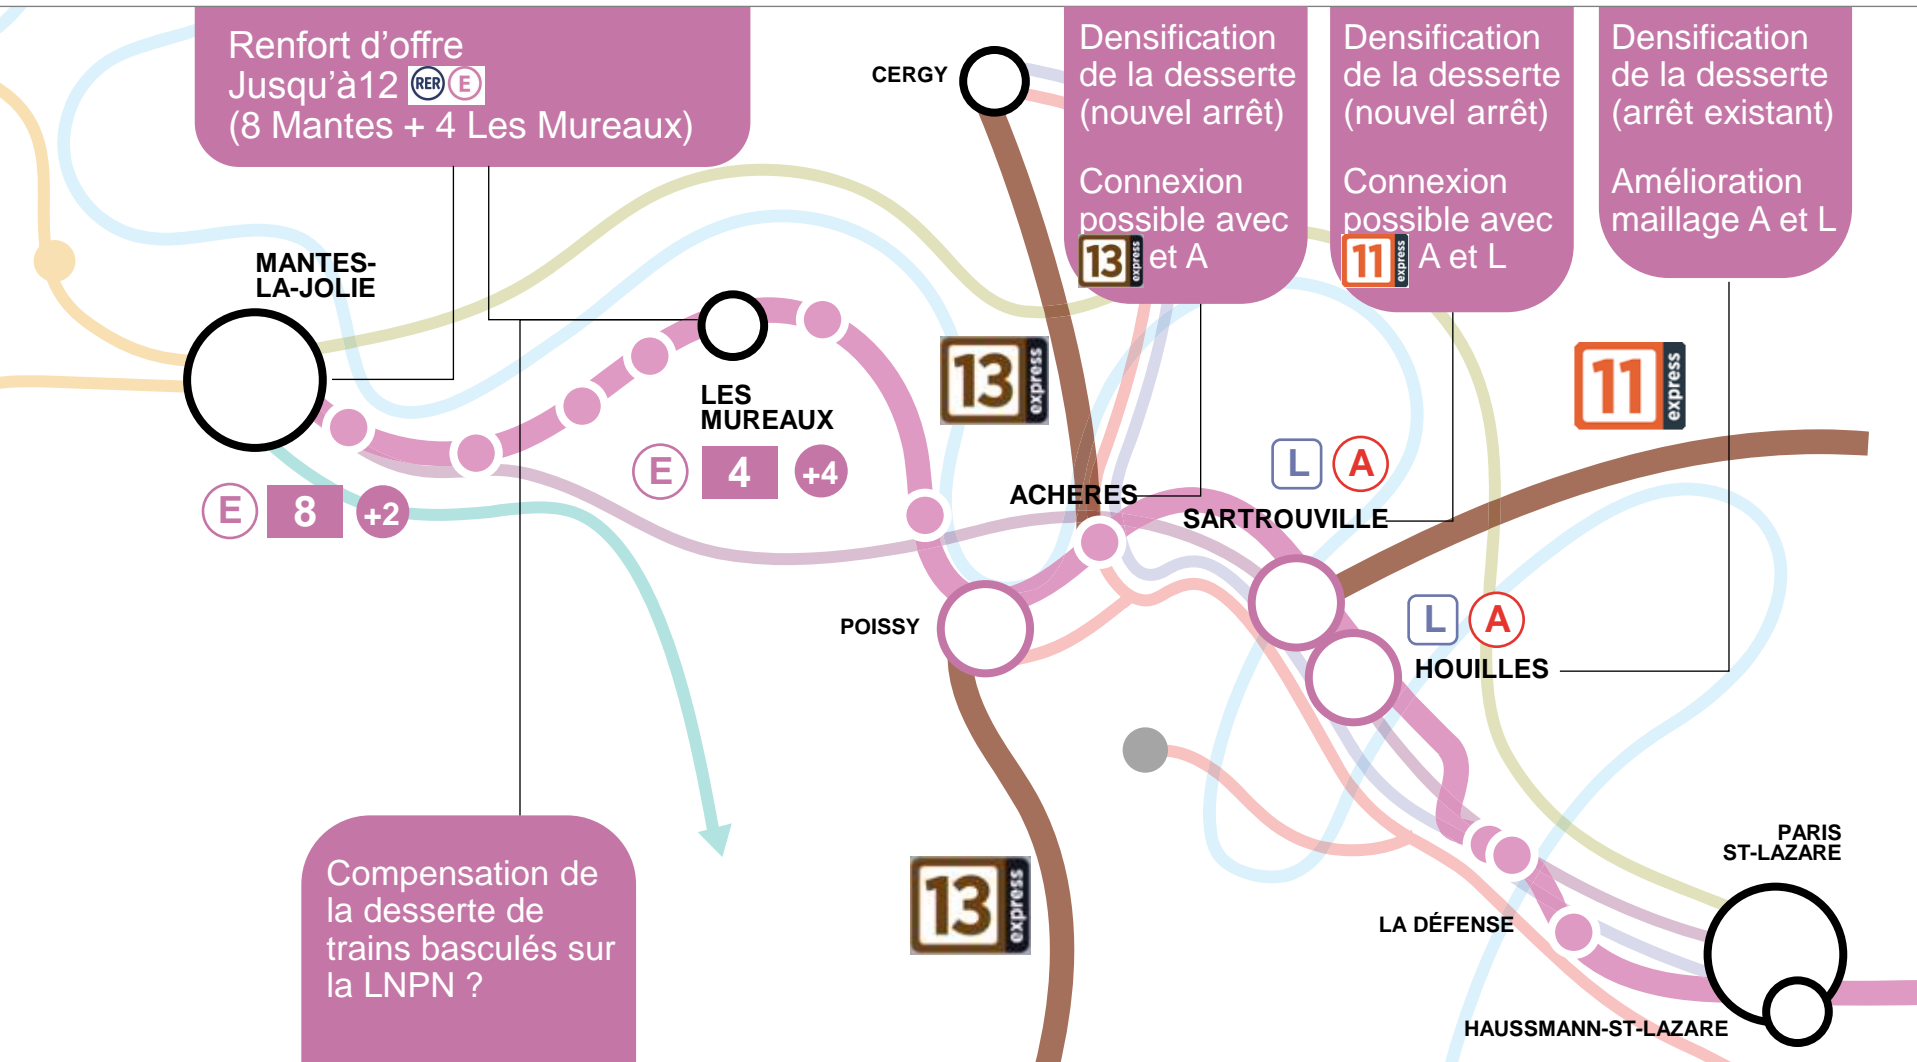 Renfort d'offre
Jusqu'à12 RER E
(8 Mantes + 4 Les Mureaux)
CERGY
Densification
de la desserte
(nouvel arrêt)
Connexion
possible avec
13 express et A
Densification
de la desserte
(nouvel arrêt)
Connexion
possible avec
11 express A et L
Densification
de la desserte
(arrêt existant)
Amélioration
maillage A et L
MANTES-
LA-JOLIE
E 8 +2
LES
MUREAUX
E 4 +4
13 express
11 express
ACHERES
L A
SARTROUVILLE
POISSY
L A
HOUILLES
13 express
Compensation de
la desserte de
trains basculés sur
la LNPN ?
PARIS
ST-LAZARE
LA DÉFENSE
HAUSSMANN-ST-LAZARE